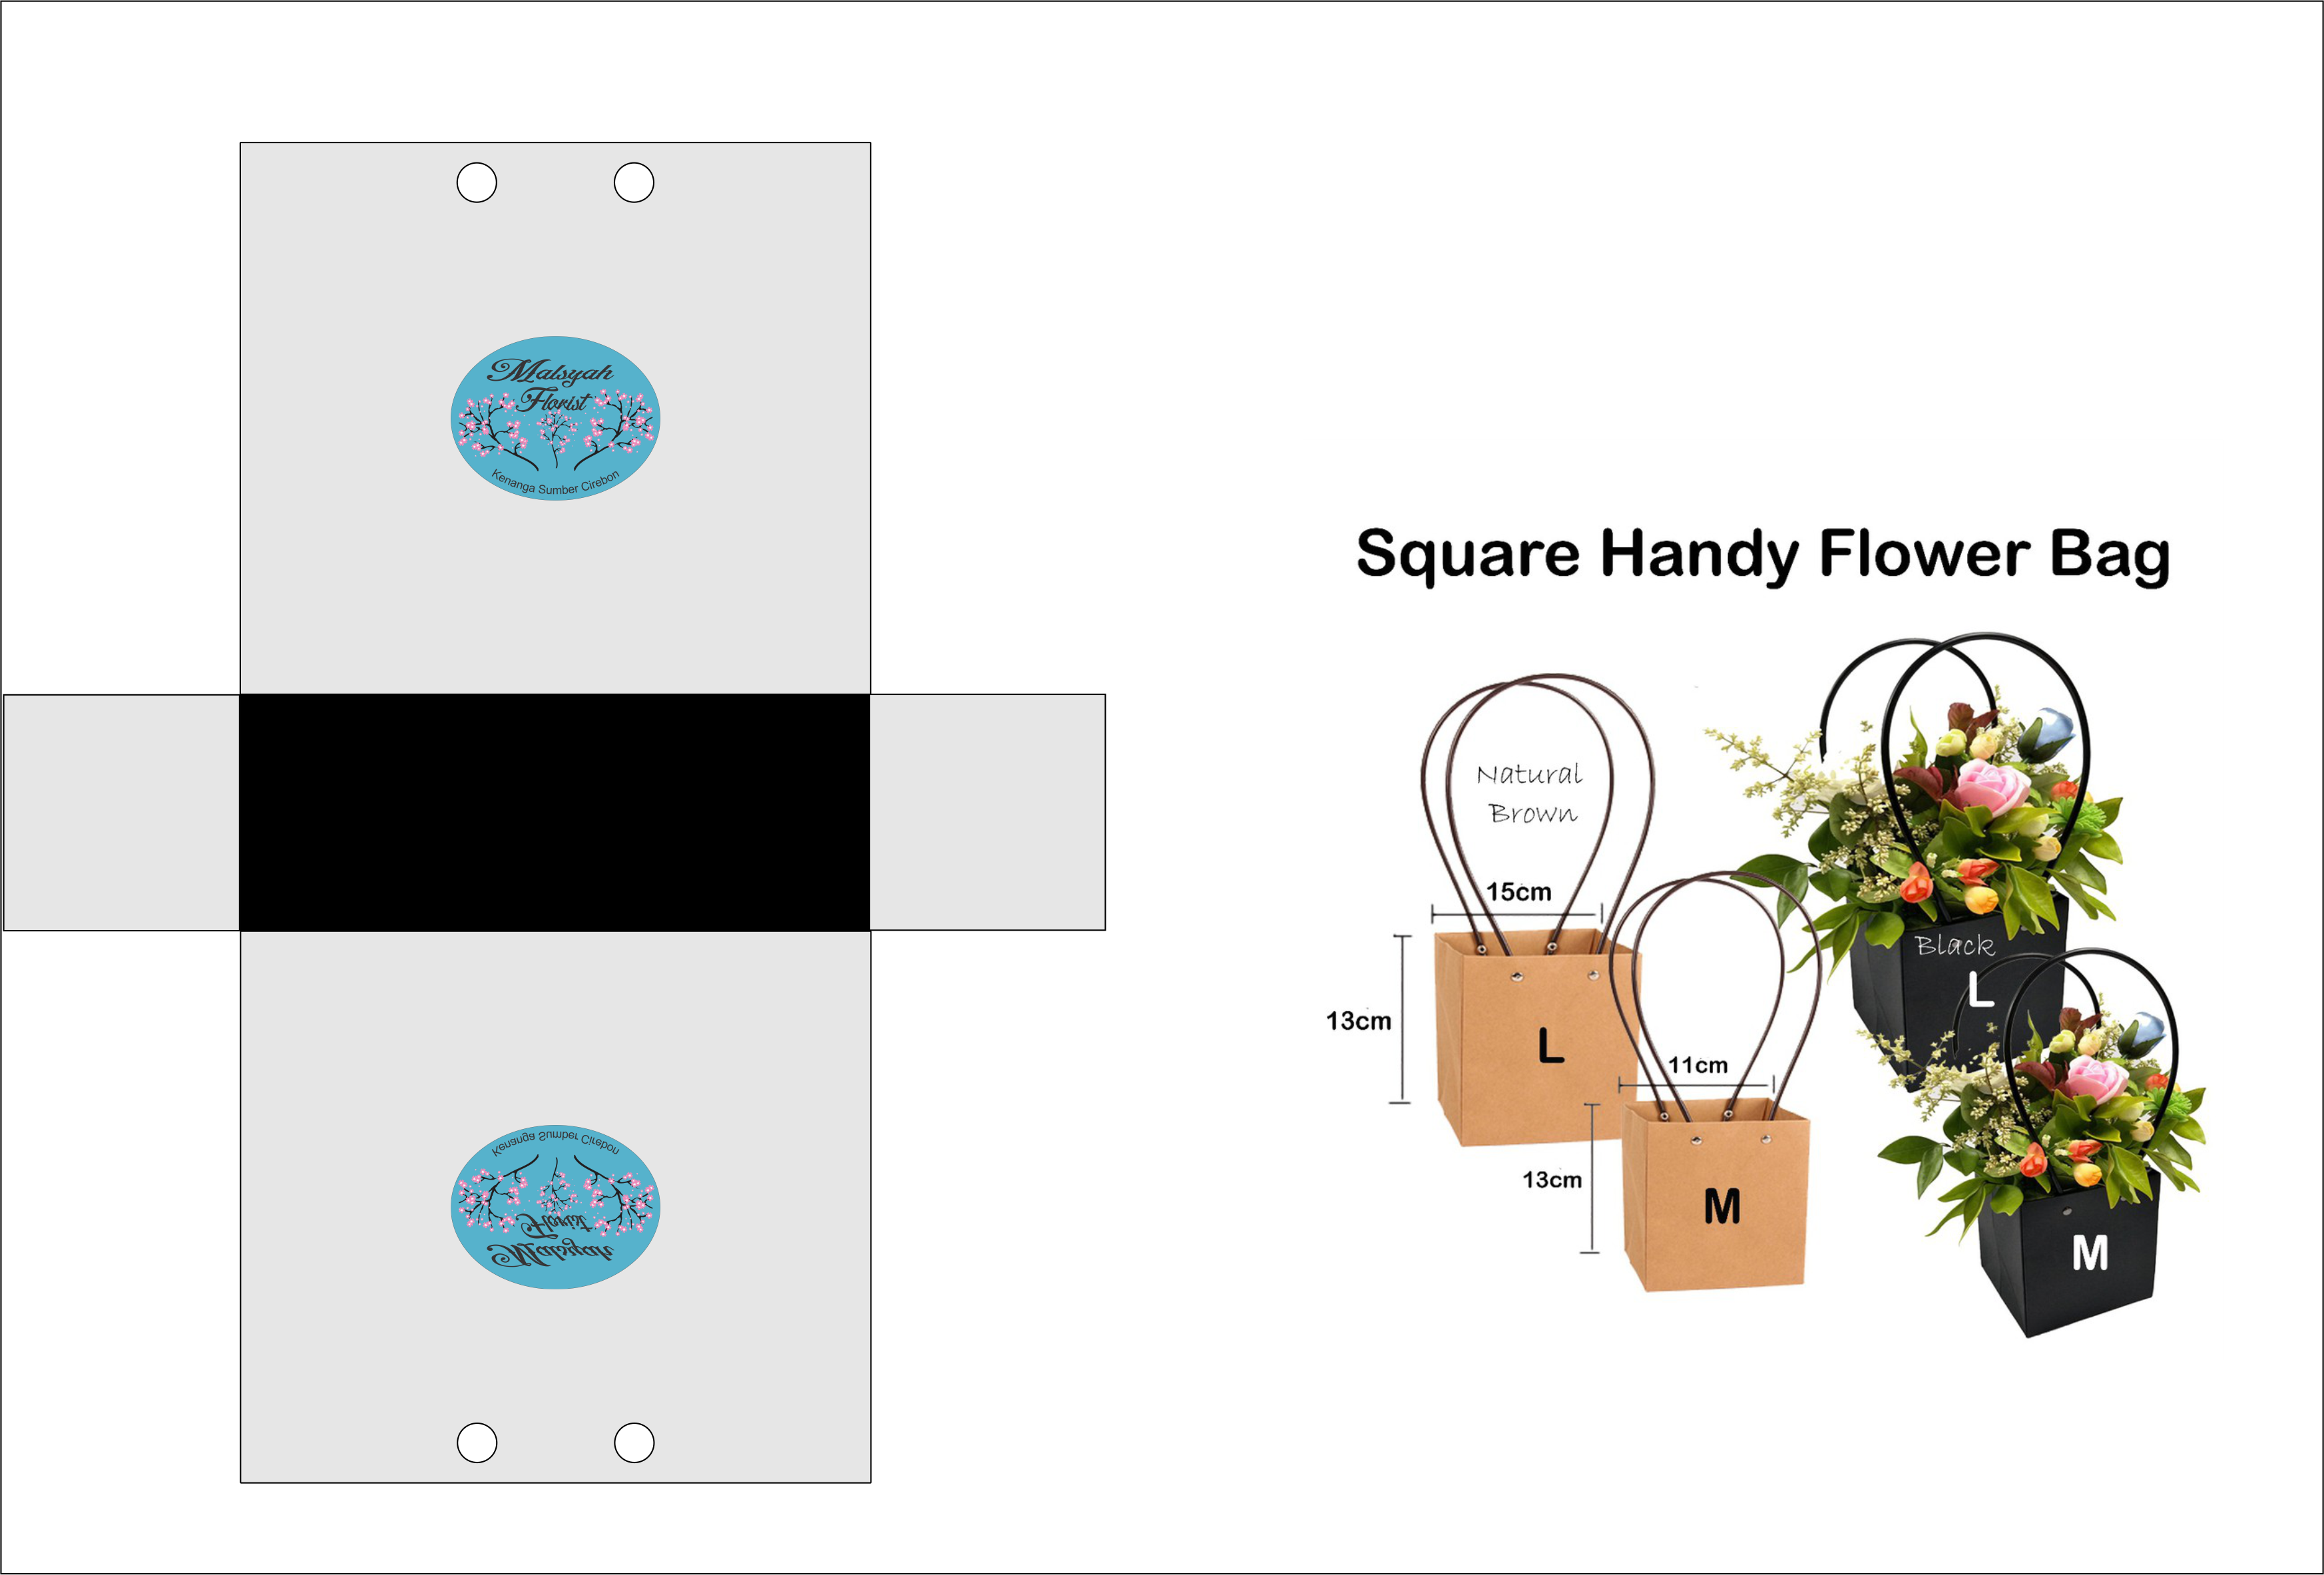 Malsyah
Florist
Kenanga Sumber Cirebon
Kenanga Sumber Cirebon
Florist
Malsyah
Square Handy Flower Bag
Natural
Brown
15cm
13cm
L
11cm
13cm
M
Black
L
M